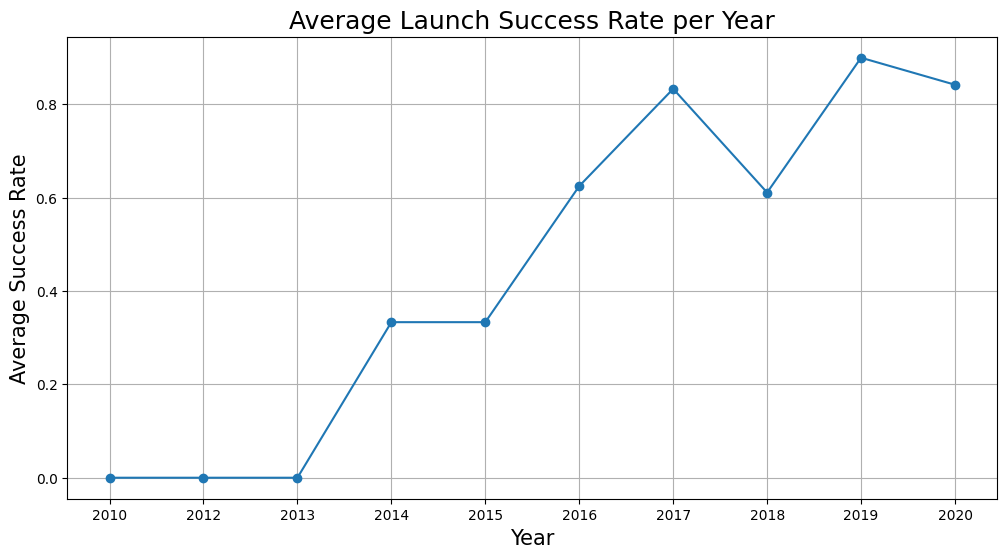 Average Launch Success Rate per Year
Average Success Rate
0.8
0.6
0.4
0.2
0.0
2010 2012 2013 2014 2015 2016 2017 2018 2019 2020
Year